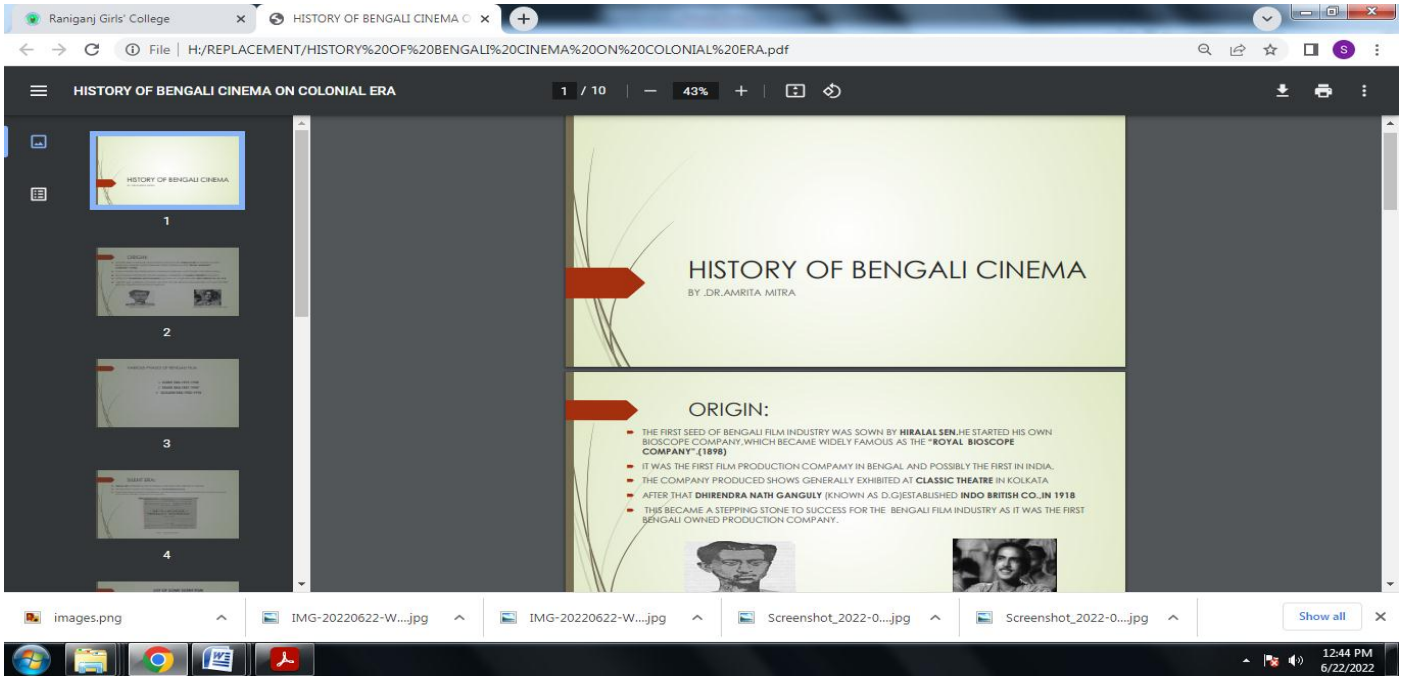 Raniganj Girls' College
HISTORY OF BENGALI CINEMA O
File | H:/REPLACEMENT/HISTORY%20OF%20BENGALI%20CINEMA%20ON%20COLONIAL%20ERA.pdf
S
HISTORY OF BENGALI CINEMA ON COLONIAL ERA
1 / 10
43%
HISTORY OF BENGALI CINEMA
1
ORIGIN:
2
3
4
HISTORY OF BENGALI CINEMA
BY .DR.AMRITA MITRA
ORIGIN:
THE FIRST SEED OF BENGALI FILM INDUSTRY WAS SOWN BY HIRALAL SEN.HE STARTED HIS OWN
BIOSCOPE COMPANY,WHICH BECAME WIDELY FAMOUS AS THE "ROYAL BIOSCOPE
COMPANY".(1898)
IT WAS THE FIRST FILM PRODUCTION COMPAMY IN BENGAL AND POSSIBLY THE FIRST IN INDIA.
THE COMPANY PRODUCED SHOWS GENERALLY EXHIBITED AT CLASSIC THEATRE IN KOLKATA
AFTER THAT DHIRENDRA NATH GANGULY (KNOWN AS D.G)ESTABLISHED INDO BRITISH CO.,IN 1918
THIS BECAME A STEPPING STONE TO SUCCESS FOR THE BENGALI FILM INDUSTRY AS IT WAS THE FIRST
BENGALI OWNED PRODUCTION COMPANY.
images.png
IMG-20220622-W....jpg
IMG-20220622-W....jpg
Screenshot_2022-0....jpg
Screenshot_2022-0....jpg
Show all
12:44 PM
6/22/2022